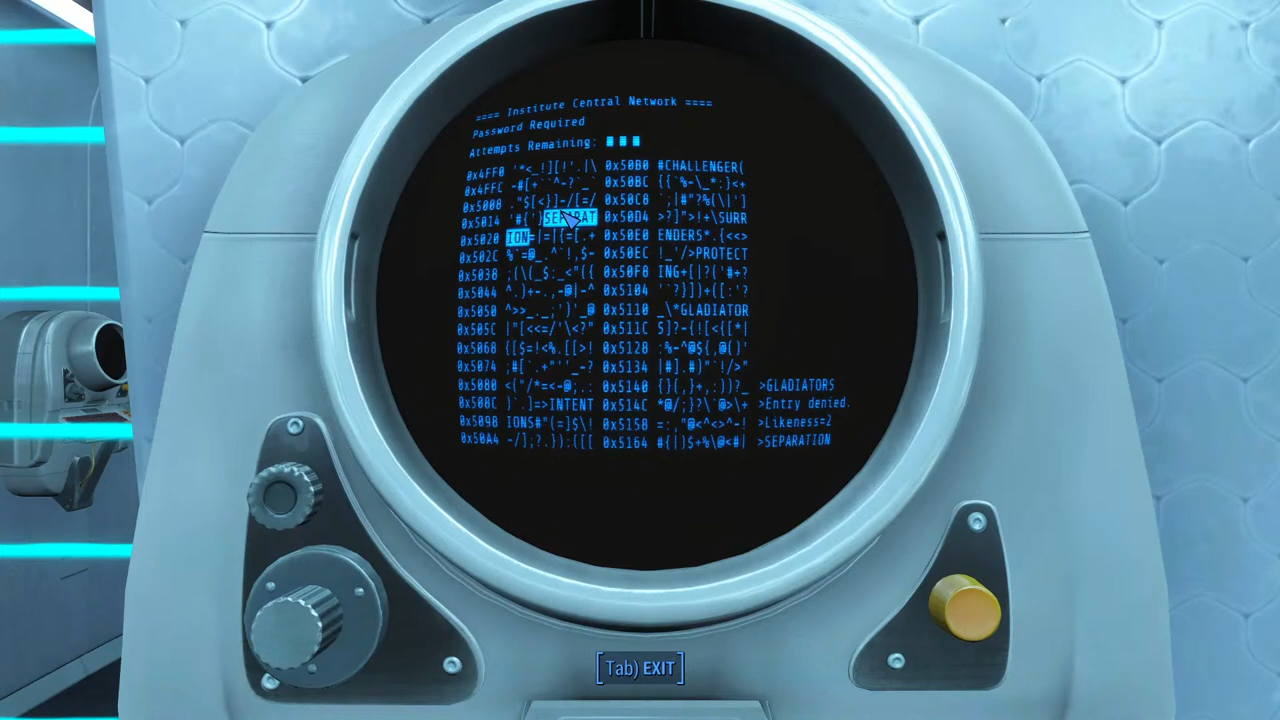 ==== Institute Central Network ====
Password Required
Attempts Remaining: ■ ■ ■
0x4FF0 '*<_!][!'.|\ 0x50B0 #CHALLENGER(
0x4FFC -#[+``^-?`_` 0x50BC {{`%-\_*:}<+
0x5008 ."$[<}]-/[=/ 0x50C8 `;|#"?%(\|']
0x5014 '#{'}SEPARAT 0x50D4 >?]">!+\SURR
0x5020 ION=|=|{=[.+ 0x50E0 ENDERS*.{<<>
0x502C %`=@_.^`!,$- 0x50EC !_'/>PROTECT
0x5038 ;(\(_$:_<"({ 0x50F8 ING+[|?('#+?
0x5044 ^.)+-.,-@|-^ 0x5104 ``?}])+([:'?
0x5050 ^>>_._;')'_@ 0x5110 _\*GLADIATOR
0x505C |"[<<=/'\<?" 0x511C S]?-{![<{[*|
0x5068 {[$=!<%.[[>! 0x5128 :%-^@${,@()'
0x5074 ;#[`.+"''_-? 0x5134 |#].#)"`!/>"
0x5080 <("/*=<-@;.: 0x5140 {}(,}+,:))?_ >GLADIATORS
0x508C )`.]=>INTENT 0x514C *@/;}?\`@>\+ >Entry denied.
0x5098 IONS#"(=]$\! 0x5158 =:,"@<^<>^-! >Likeness=2
0x50A4 -/];?.}):([[ 0x5164 #{|)$+%\@<#| >SEPARATION
[Tab) EXIT]